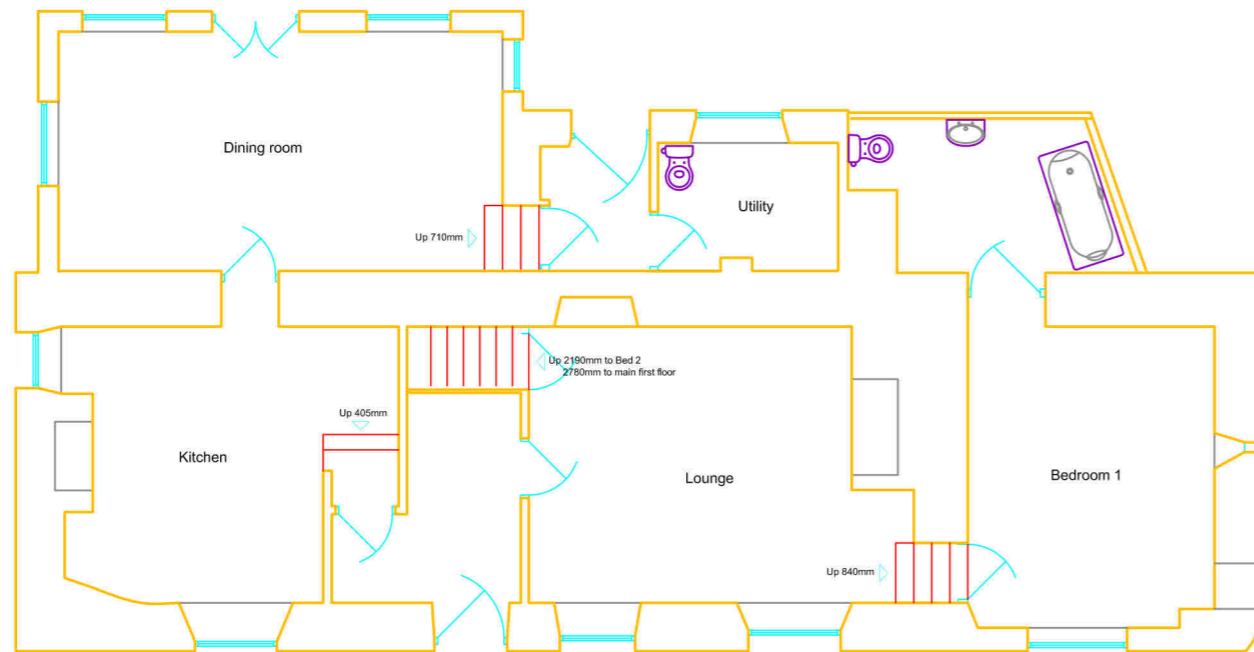 Dining room
Utility
Up 710mm
Up 2190mm to Bed 2
2780mm to main first floor
Up 405mm
Kitchen
Lounge
Bedroom 1
Up 840mm